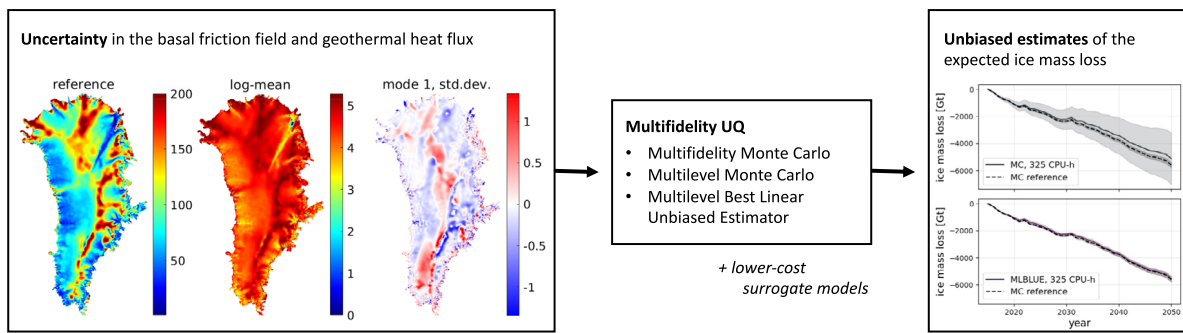 Uncertainty in the basal friction field and geothermal heat flux
reference
log-mean
mode 1, std.dev.
200
150
100
50
5
4
3
2
1
0
1
0.5
0
-0.5
-1
Multifidelity UQ
• Multifidelity Monte Carlo
• Multilevel Monte Carlo
• Multilevel Best Linear
Unbiased Estimator
+ lower-cost
surrogate models
Unbiased estimates of the
expected ice mass loss
ice mass loss [Gt]
0
−2000
−4000
−6000
MC, 325 CPU-h
MC reference
ice mass loss [Gt]
0
−2000
−4000
−6000
MLBLUE, 325 CPU-h
MC reference
2020
2030
2040
2050
year